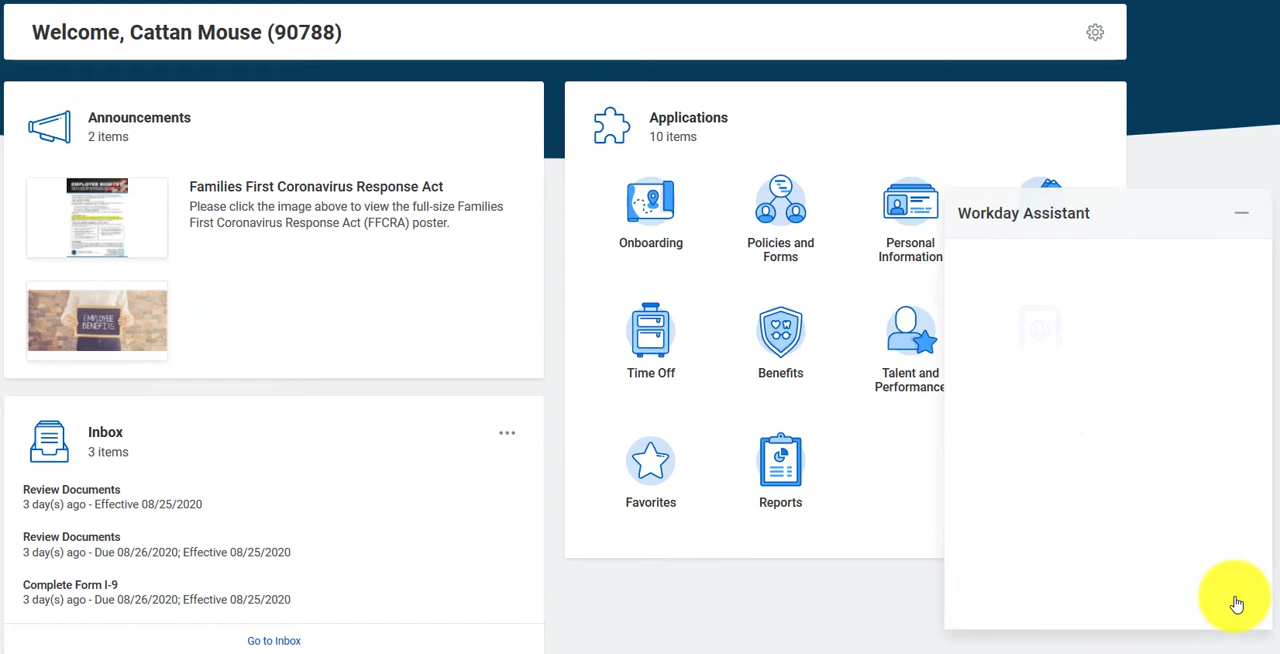 Welcome, Cattan Mouse (90788)
Announcements
2 items
EMPLOYEE RIGHTS
Families First Coronavirus Response Act
Please click the image above to view the full-size Families
First Coronavirus Response Act (FFCRA) poster.
EMPLOYEE
BENEFITS
Inbox
3 items
Review Documents
3 day(s) ago - Effective 08/25/2020
Review Documents
3 day(s) ago - Due 08/26/2020; Effective 08/25/2020
Complete Form I-9
3 day(s) ago - Due 08/26/2020; Effective 08/25/2020
Go to Inbox
Applications
10 items
Onboarding
Policies and
Forms
Personal
Information
Time Off
Benefits
Talent and
Performance
Favorites
Reports
Workday Assistant